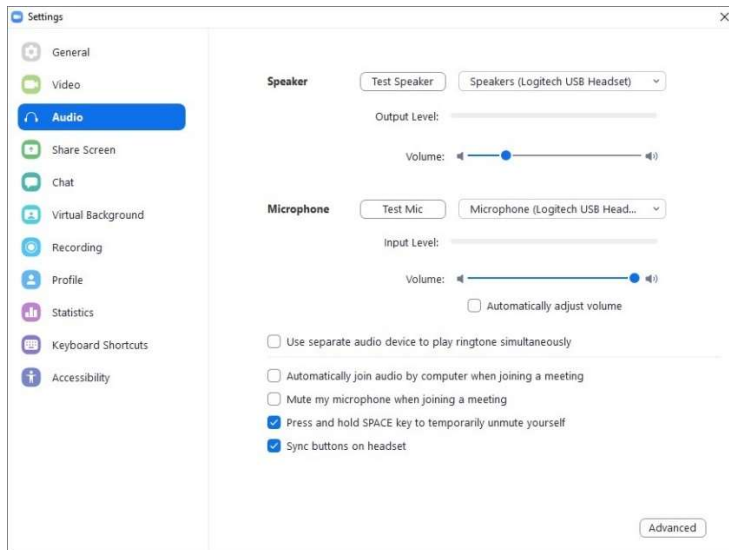 Settings
General
Video
Audio
Share Screen
Chat
Virtual Background
Recording
Profile
Statistics
Keyboard Shortcuts
Accessibility
Speaker Test Speaker Speakers (Logitech USB Headset)
Output Level:
Volume:
Microphone Test Mic Microphone (Logitech USB Head...
Input Level:
Volume:
Automatically adjust volume
Use separate audio device to play ringtone simultaneously
Automatically join audio by computer when joining a meeting
Mute my microphone when joining a meeting
Press and hold SPACE key to temporarily unmute yourself
Sync buttons on headset
Advanced